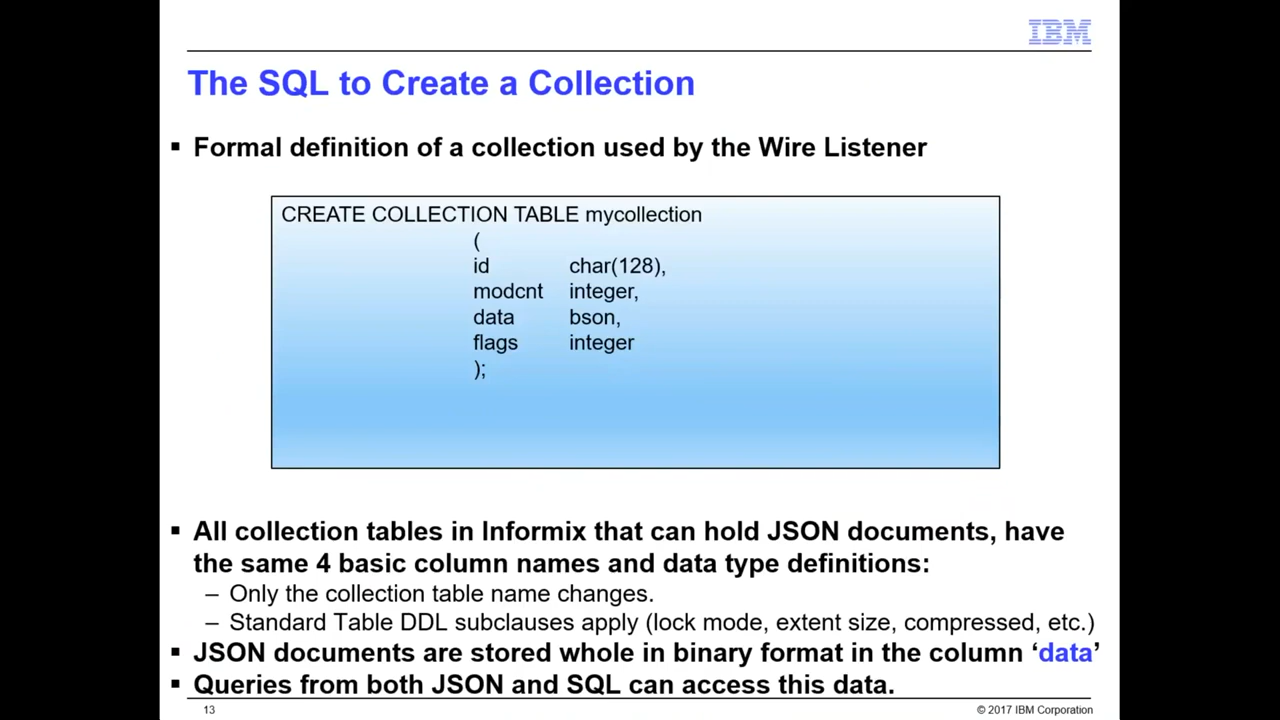 IBM
The SQL to Create a Collection
▪ Formal definition of a collection used by the Wire Listener
CREATE COLLECTION TABLE mycollection
(
id char(128),
modcnt integer,
data bson,
flags integer
);
▪ All collection tables in Informix that can hold JSON documents, have
the same 4 basic column names and data type definitions:
– Only the collection table name changes.
– Standard Table DDL subclauses apply (lock mode, extent size, compressed, etc.)
▪ JSON documents are stored whole in binary format in the column ‘data’
▪ Queries from both JSON and SQL can access this data.
13 © 2017 IBM Corporation